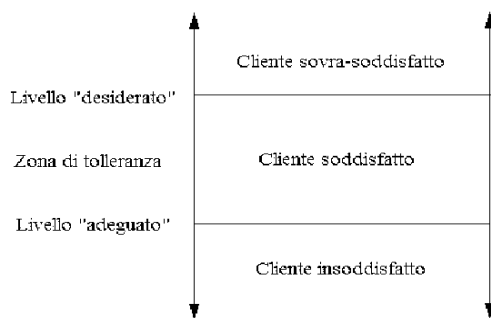 Cliente sovra-soddisfatto
Livello "desiderato"
Zona di tolleranza
Cliente soddisfatto
Livello "adeguato"
Cliente insoddisfatto